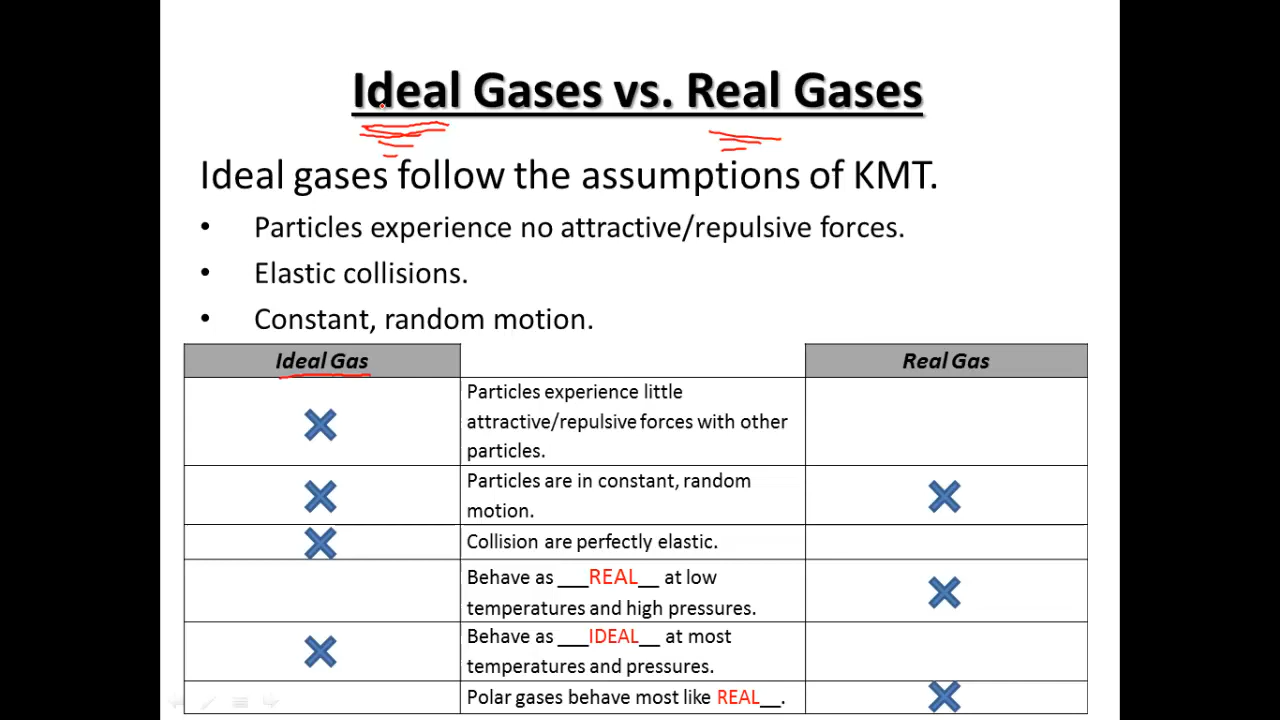 Ideal Gases vs. Real Gases
Ideal gases follow the assumptions of KMT.
• Particles experience no attractive/repulsive forces.
• Elastic collisions.
• Constant, random motion.
Ideal Gas
Real Gas
Particles experience little
attractive/repulsive forces with other
particles.
Particles are in constant, random
motion.
Collision are perfectly elastic.
Behave as ___REAL__ at low
temperatures and high pressures.
Behave as ___IDEAL__ at most
temperatures and pressures.
Polar gases behave most like REAL__.